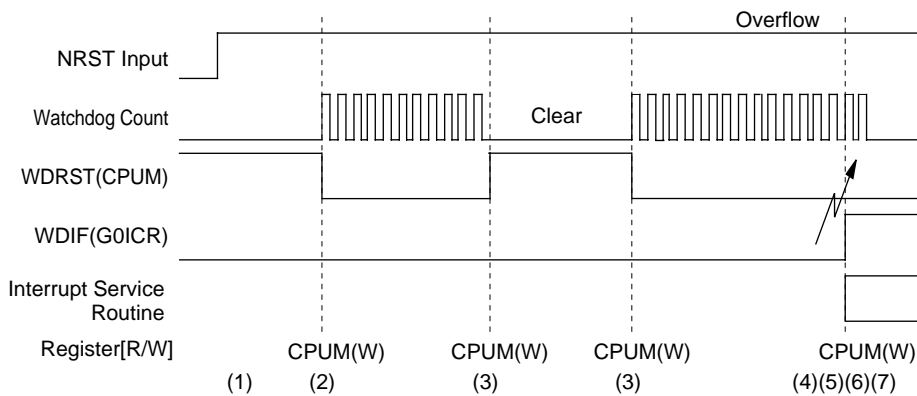 Overflow
NRST Input
Watchdog Count
Clear
WDRST(CPUM)
WDIF(G0ICR)
Interrupt Service
Routine
Register[R/W] CPUM(W) CPUM(W) CPUM(W) CPUM(W)
(1) (2) (3) (3) (4)(5)(6)(7)